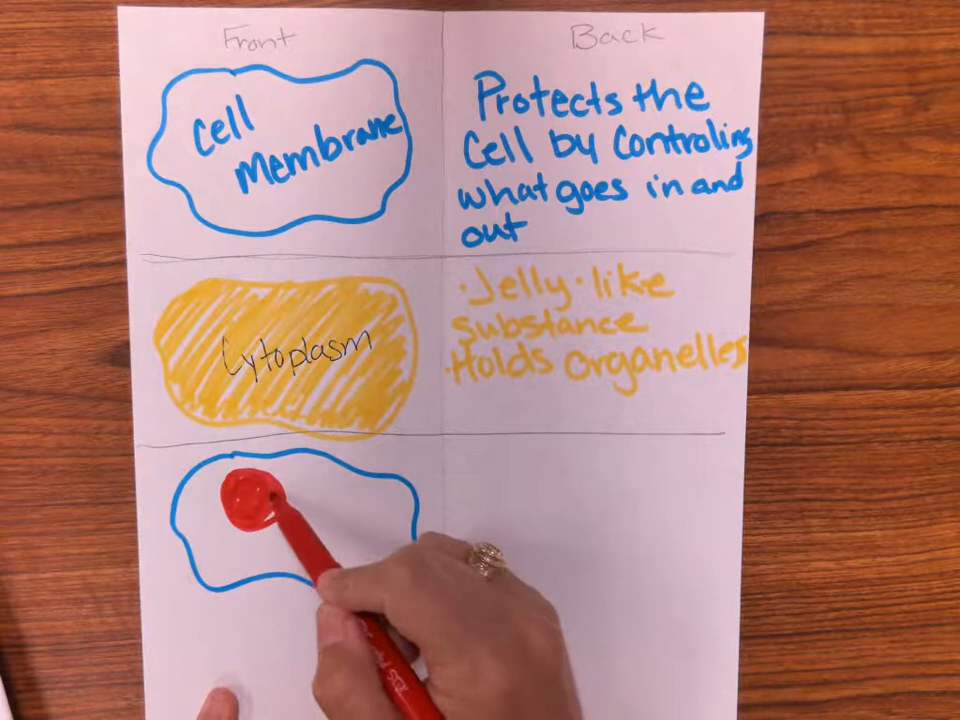 Front
Back
Cell
Membrane
Protects the
Cell by Controling
what goes in and
out
Cytoplasm
·Jelly·like
substance
·Holds Organelles